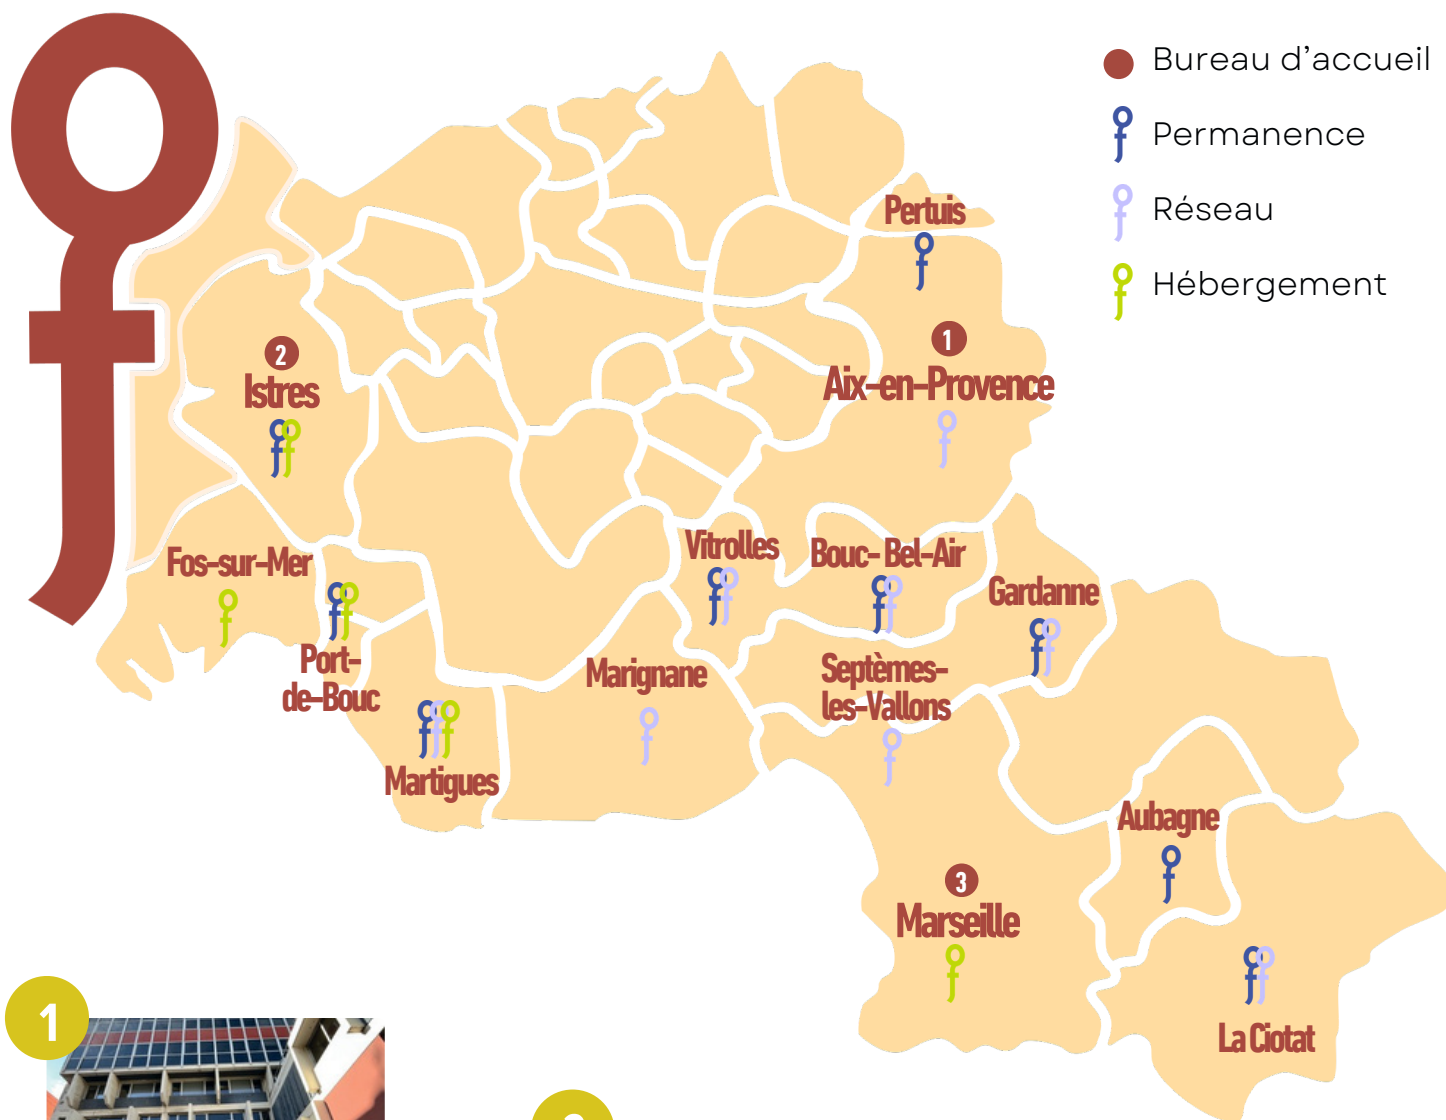 Bureau d'accueil
Permanence
Réseau
Hébergement
Pertuis
1
Aix-en-Provence
2
Istres
Fos-sur-Mer
Vitrolles
Bouc-Bel-Air
Gardanne
Port-
de-Bouc
Marignane
Septèmes-
les-Vallons
Martigues
Aubagne
3
Marseille
La Ciotat
1